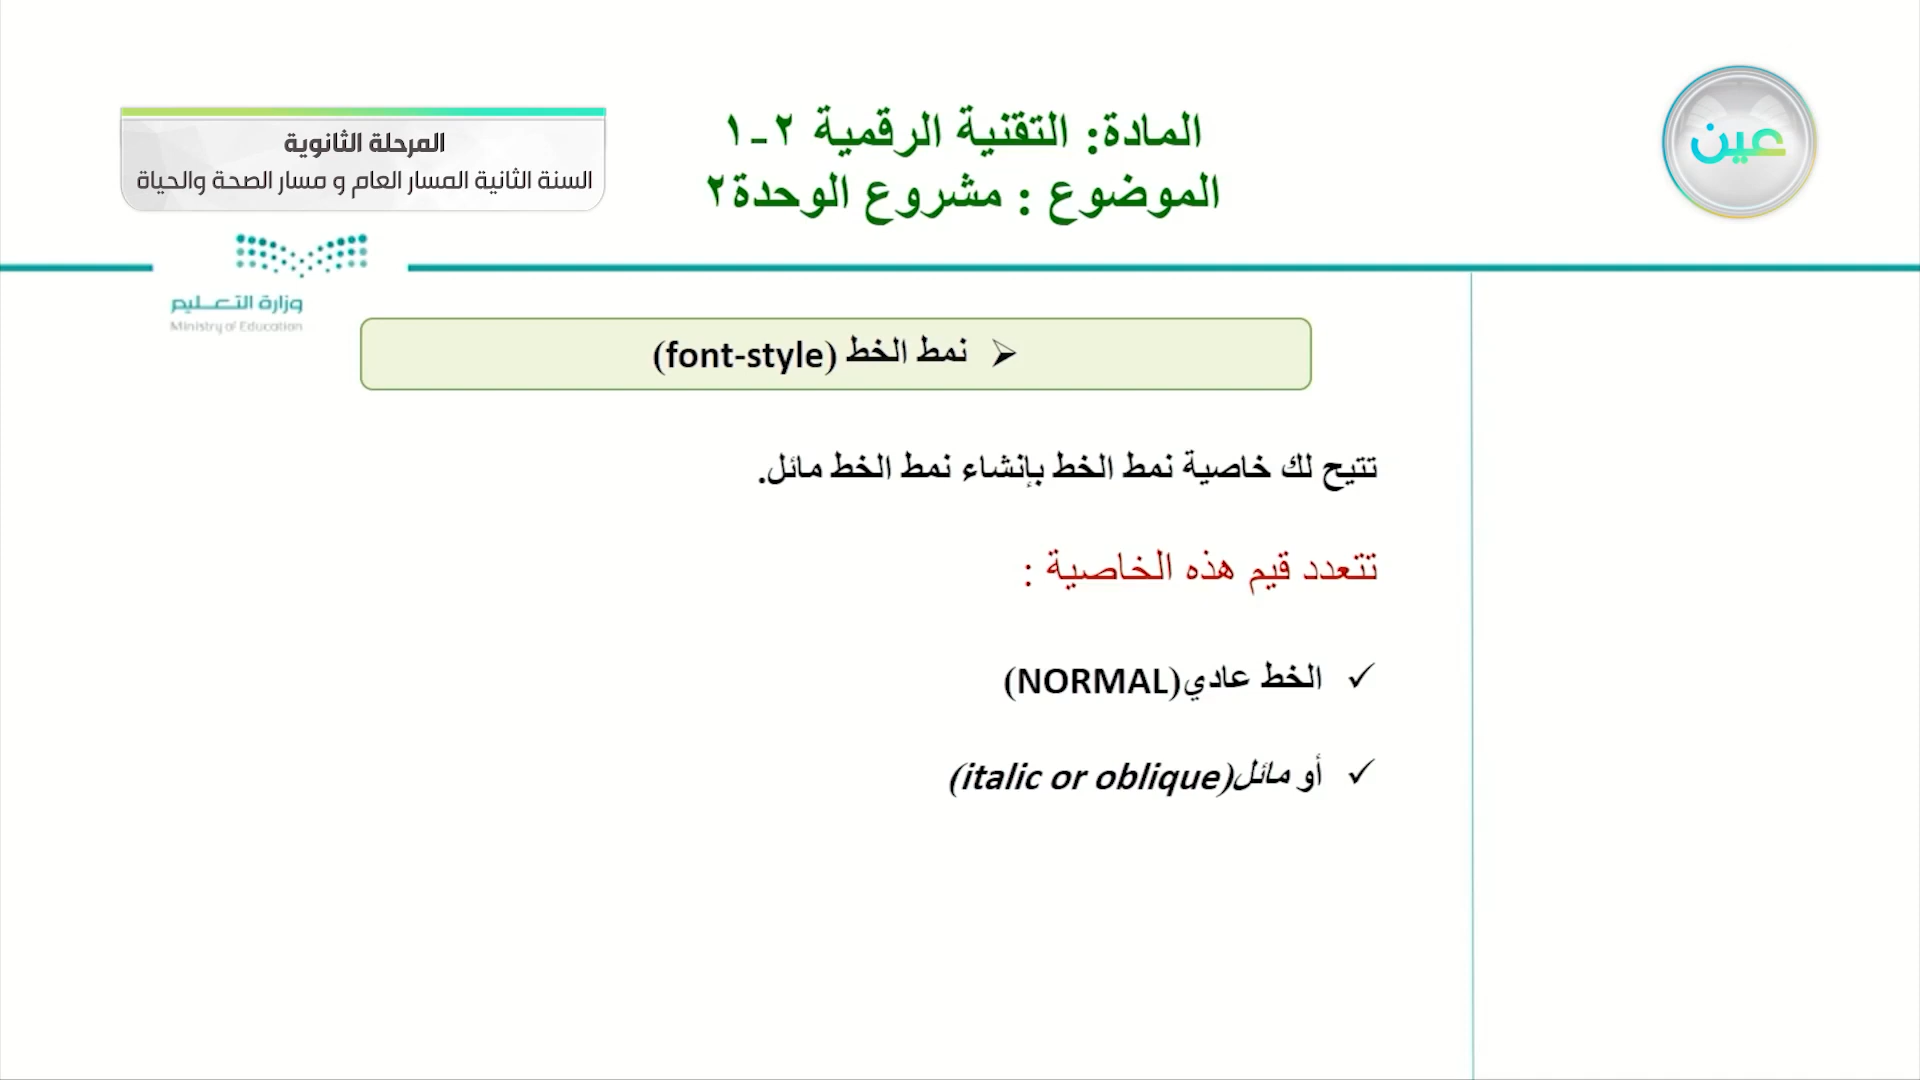 عين
المادة: التقنية الرقمية ٢-١
الموضوع : مشروع الوحدة٢
المرحلة الثانوية
السنة الثانية المسار العام و مسار الصحة والحياة
وزارة التعليم
Ministry of Education
➢ نمط الخط (font-style)
تتيح لك خاصية نمط الخط بإنشاء نمط الخط مائل.
تتعدد قيم هذه الخاصية :
✓ الخط عادي(NORMAL)
✓ أو مائل(italic or oblique)